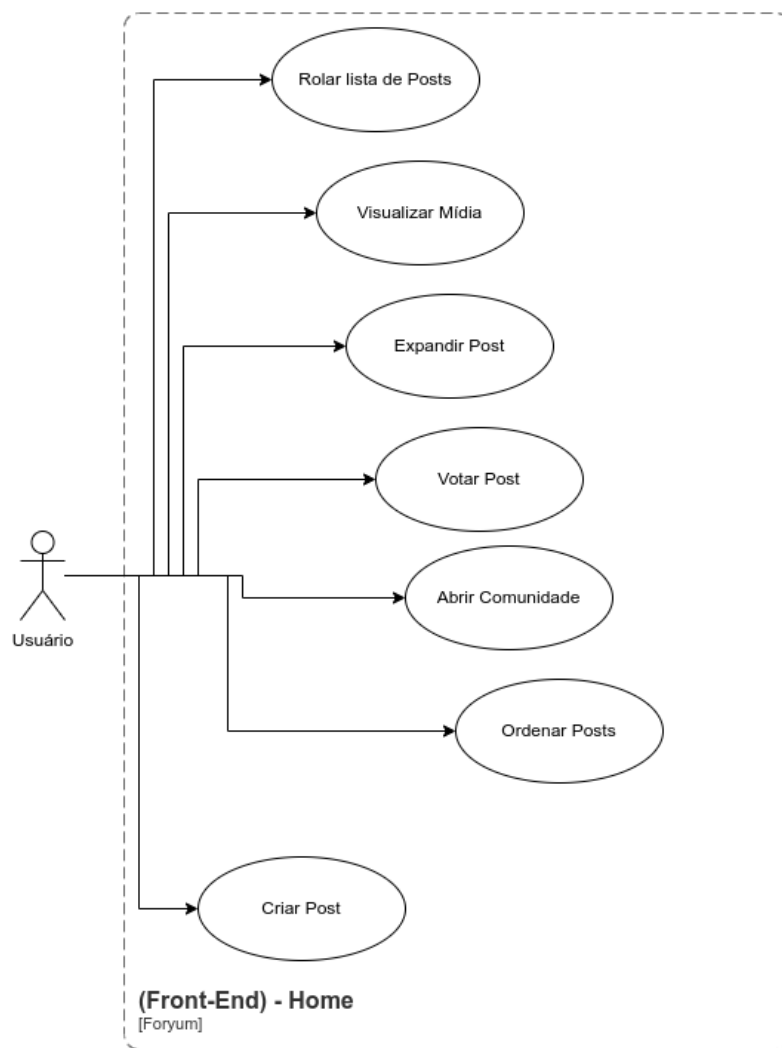 Rolar lista de Posts
Visualizar Mídia
Expandir Post
Votar Post
Abrir Comunidade
Usuário
Ordenar Posts
Criar Post
(Front-End) - Home
[Foryum]